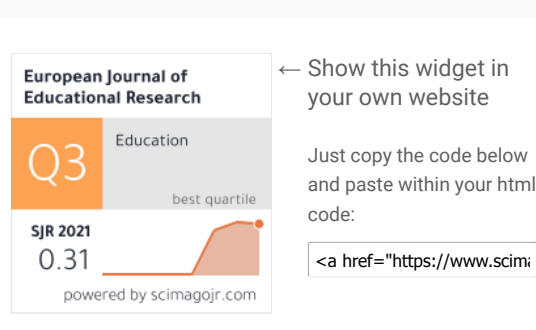 European Journal of
Educational Research
Q3
Education
best quartile
SJR 2021
0.31
powered by scimagojr.com
← Show this widget in
your own website
Just copy the code below
and paste within your html
code:
<a href="https://www.scima